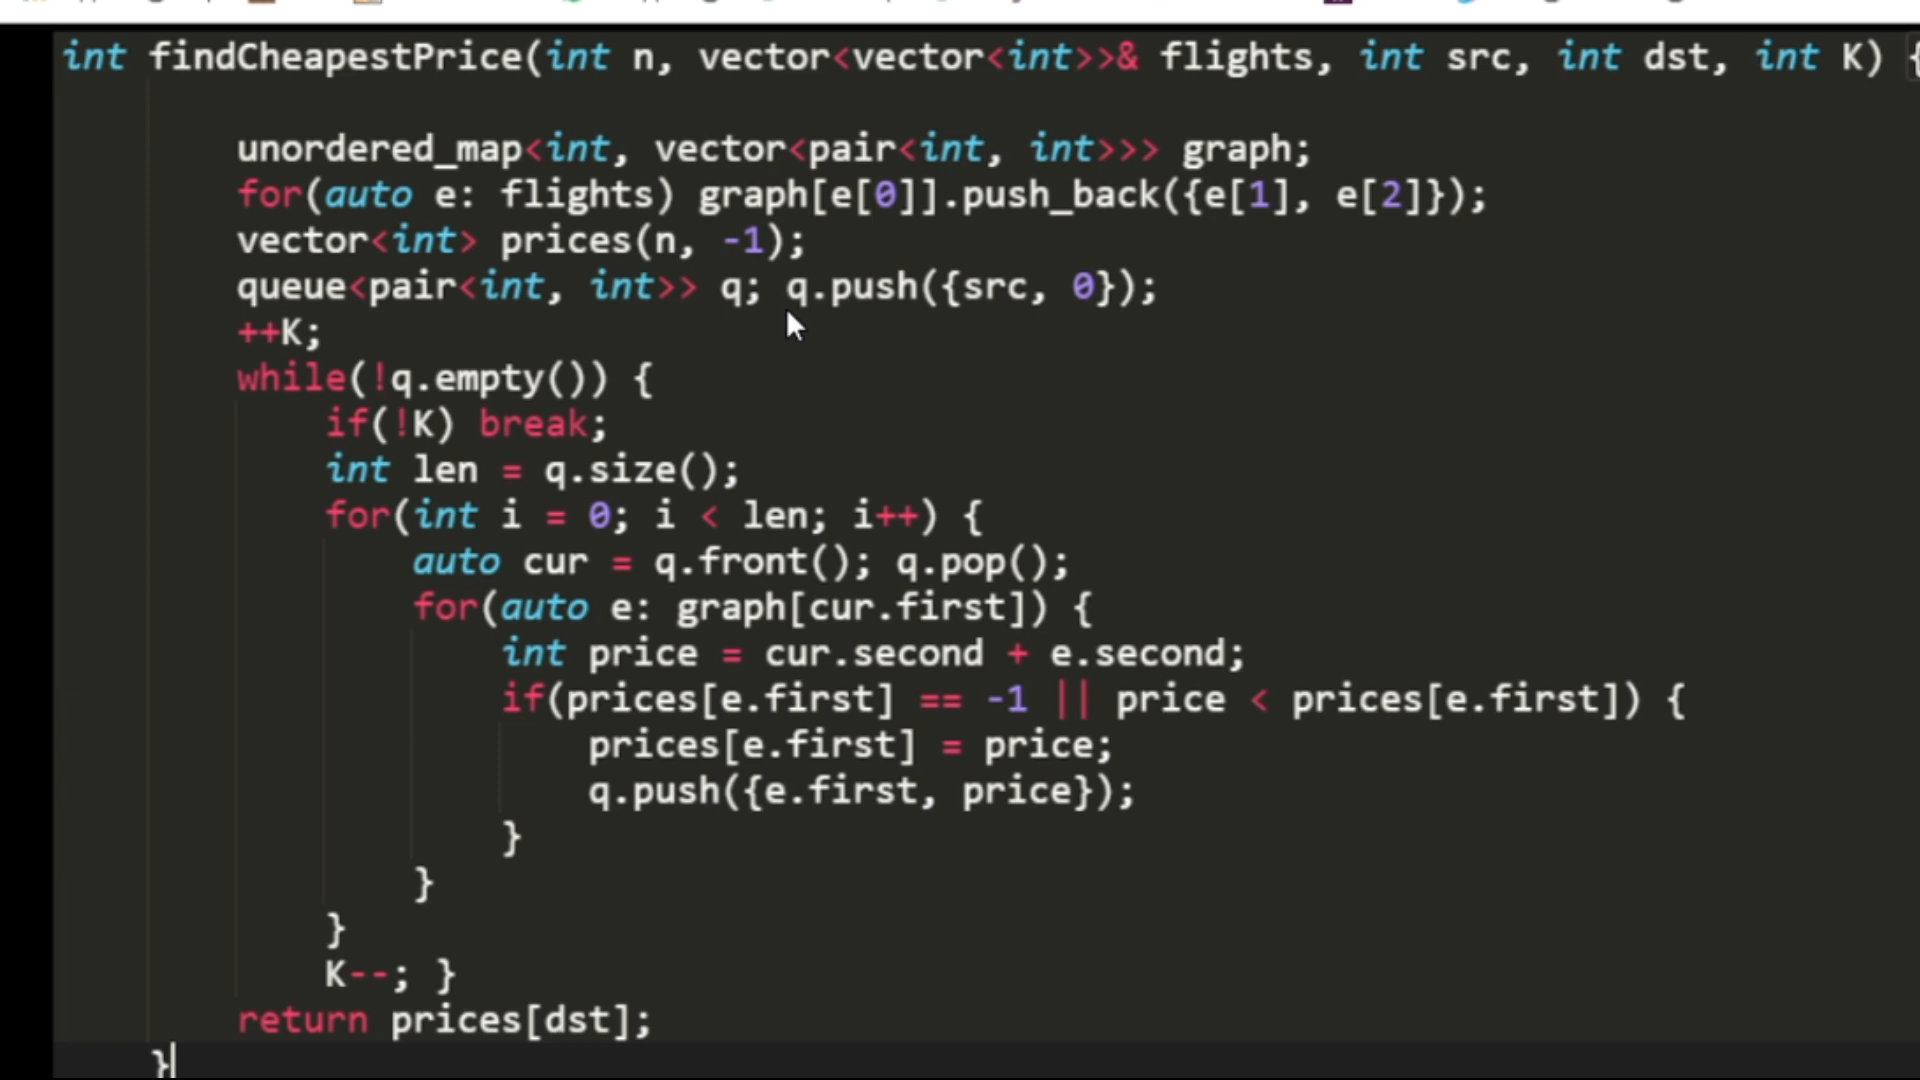 int findCheapestPrice(int n, vector<vector<int>>& flights, int src, int dst, int K) {
unordered_map<int, vector<pair<int, int>>> graph;
for(auto e: flights) graph[e[0]].push_back({e[1], e[2]});
vector<int> prices(n, -1);
queue<pair<int, int>> q; q.push({src, 0});
++K;
while(!q.empty()) {
if(!K) break;
int len = q.size();
for(int i = 0; i < len; i++) {
auto cur = q.front(); q.pop();
for(auto e: graph[cur.first]) {
int price = cur.second + e.second;
if(prices[e.first] == -1 || price < prices[e.first]) {
prices[e.first] = price;
q.push({e.first, price});
}
}
}
K--; }
return prices[dst];
}